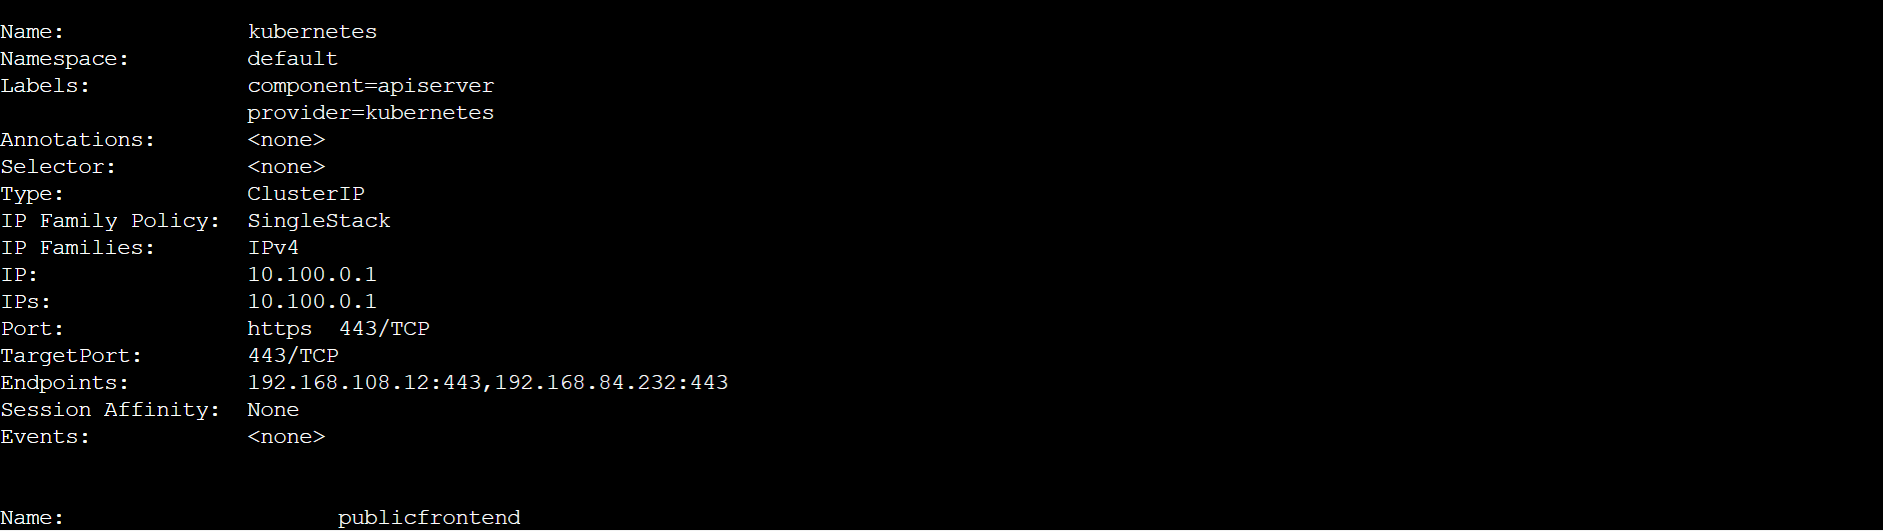 Name:              kubernetes
Namespace:         default
Labels:            component=apiserver
                   provider=kubernetes
Annotations:       <none>
Selector:          <none>
Type:              ClusterIP
IP Family Policy:  SingleStack
IP Families:       IPv4
IP:                10.100.0.1
IPs:               10.100.0.1
Port:              https  443/TCP
TargetPort:        443/TCP
Endpoints:         192.168.108.12:443,192.168.84.232:443
Session Affinity:  None
Events:            <none>
Name:                     publicfrontend